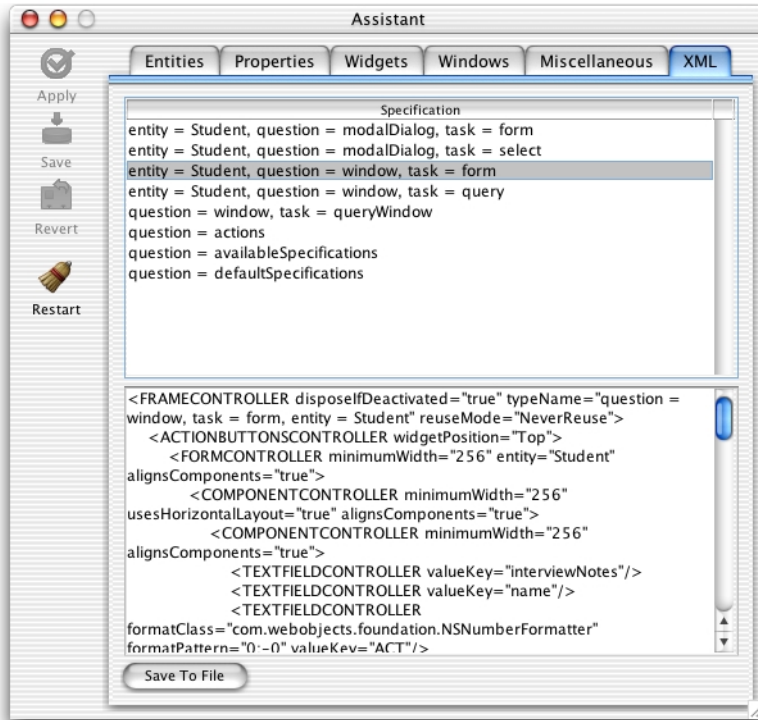 Assistant
Apply
Save
Revert
Restart
Entities Properties Widgets Windows Miscellaneous XML
Specification
entity = Student, question = modalDialog, task = form
entity = Student, question = modalDialog, task = select
entity = Student, question = window, task = form
entity = Student, question = window, task = query
question = window, task = queryWindow
question = actions
question = availableSpecifications
question = defaultSpecifications
<FRAMECONTROLLER disposeIfDeactivated="true" typeName="question =
window, task = form, entity = Student" reuseMode="NeverReuse">
<ACTIONBUTTONSCONTROLLER widgetPosition="Top">
<FORMCONTROLLER minimumWidth="256" entity="Student"
alignsComponents="true">
<COMPONENTCONTROLLER minimumWidth="256"
usesHorizontalLayout="true" alignsComponents="true">
<COMPONENTCONTROLLER minimumWidth="256"
alignsComponents="true">
<TEXTFIELDCONTROLLER valueKey="interviewNotes"/>
<TEXTFIELDCONTROLLER valueKey="name"/>
<TEXTFIELDCONTROLLER
formatClass="com.webobjects.foundation.NSNumberFormatter"
formatPattern="0;-0" valueKey="ACT"/>
Save To File